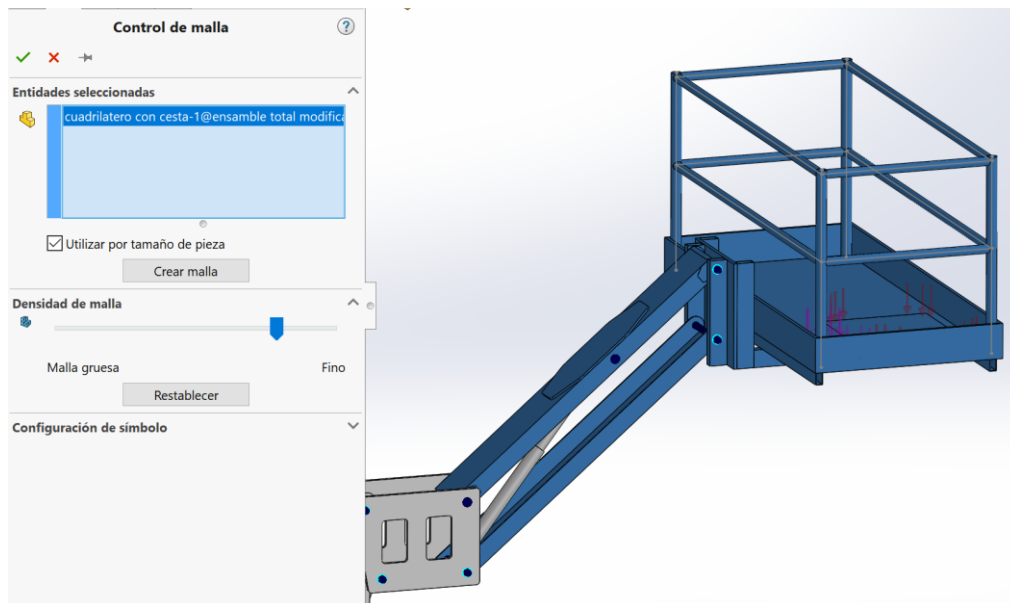 Control de malla
?
Entidades seleccionadas
cuadrilatero con cesta-1@ensamble total modifica
Utilizar por tamaño de pieza
Crear malla
Densidad de malla
Malla gruesa
Fino
Restablecer
Configuración de símbolo